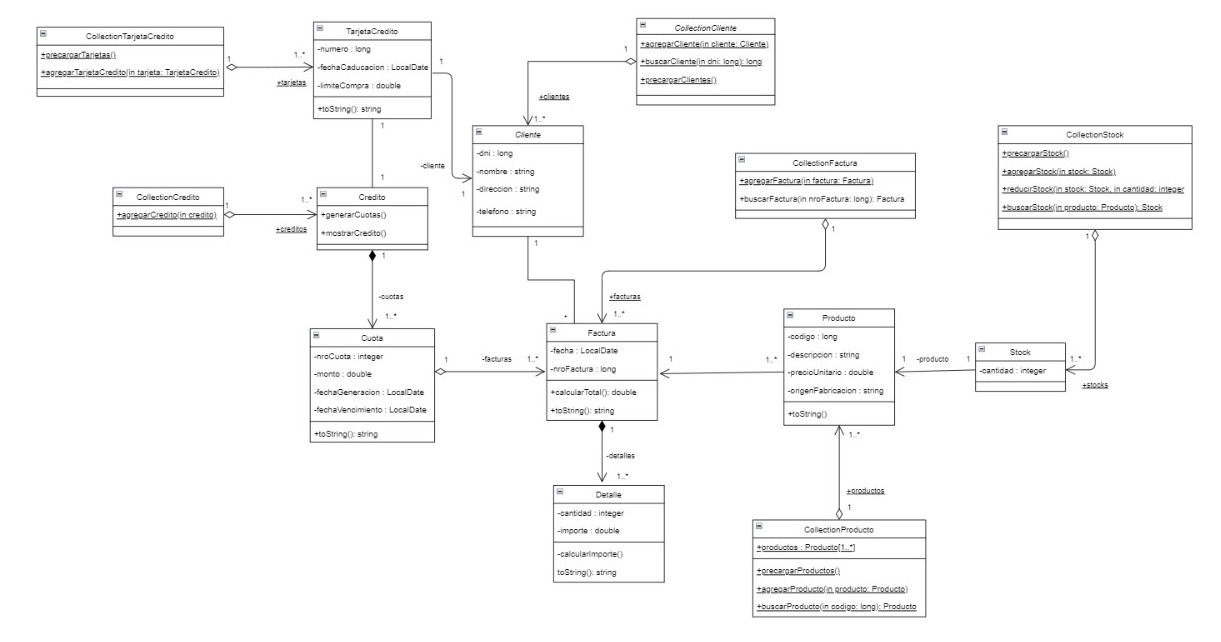 CollectionTarjetaCredito
+precargarTarjetas()
+agregarTarjetaCredito(in tarjeta: TarjetaCredito)
1
1..*
+tarjetas
TarjetaCredito
-numero : long
-fechaCaducacion : LocalDate
-limiteCompra : double
+toString(): string
1
1
-cliente
1
CollectionCliente
+agregarCliente(in cliente: Cliente)
+buscarCliente(in dni: long): long
+precargarClientes()
1
+clientes
1..*
Cliente
-dni : long
-nombre : string
-direccion : string
-telefono : string
1
*
CollectionFactura
+agregarFactura(in factura: Factura)
+buscarFactura(in nroFactura: long): Factura
1
+facturas
1..*
CollectionStock
+precargarStock()
+agregarStock(in stock: Stock)
+reducirStock(in stock: Stock, in cantidad: integer
+buscarStock(in producto: Producto): Stock
1
1..*
+stocks
CollectionCredito
+agregarCredito(in credito)
1
1..*
+creditos
1
Credito
+generarCuotas()
+mostrarCredito()
1
-cuotas
1..*
Cuota
-nroCuota : integer
-monto : double
-fechaGeneracion : LocalDate
-fechaVencimiento : LocalDate
+toString(): string
1
-facturas
1..*
Factura
-fecha : LocalDate
-nroFactura : long
+calcularTotal(): double
+toString(): string
1
-detalles
1..*
Detalle
-cantidad : integer
-importe : double
-calcularImporte()
toString(): string
1
1..*
Producto
-codigo : long
-descripcion : string
-precioUnitario : double
-origenFabricacion : string
+toString()
1
-producto
1
Stock
-cantidad : integer
1..*
+productos
1
CollectionProducto
+productos : Producto[1..*]
+precargarProductos()
+agregarProducto(in producto: Producto)
+buscarProducto(in codigo: long): Producto